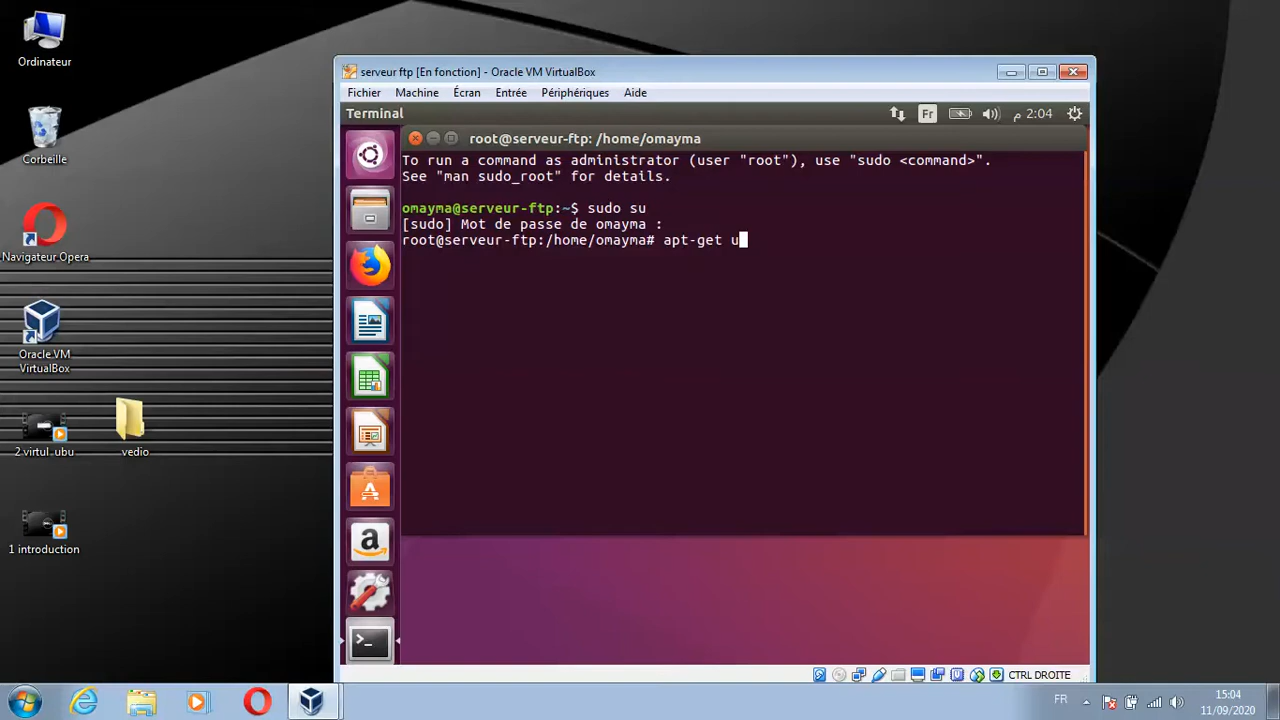 Ordinateur
Corbeille
Navigateur Opera
Oracle VM
VirtualBox
2.virtul_ubu
vedio
1 introduction
serveur ftp [En fonction] - Oracle VM VirtualBox
Fichier Machine Écran Entrée Périphériques Aide
Terminal
Fr
2:04 م
root@serveur-ftp: /home/omayma
To run a command as administrator (user "root"), use "sudo <command>".
See "man sudo_root" for details.
omayma@serveur-ftp:~$ sudo su
[sudo] Mot de passe de omayma :
root@serveur-ftp:/home/omayma# apt-get u
CTRL DROITE
FR
15:04
11/09/2020